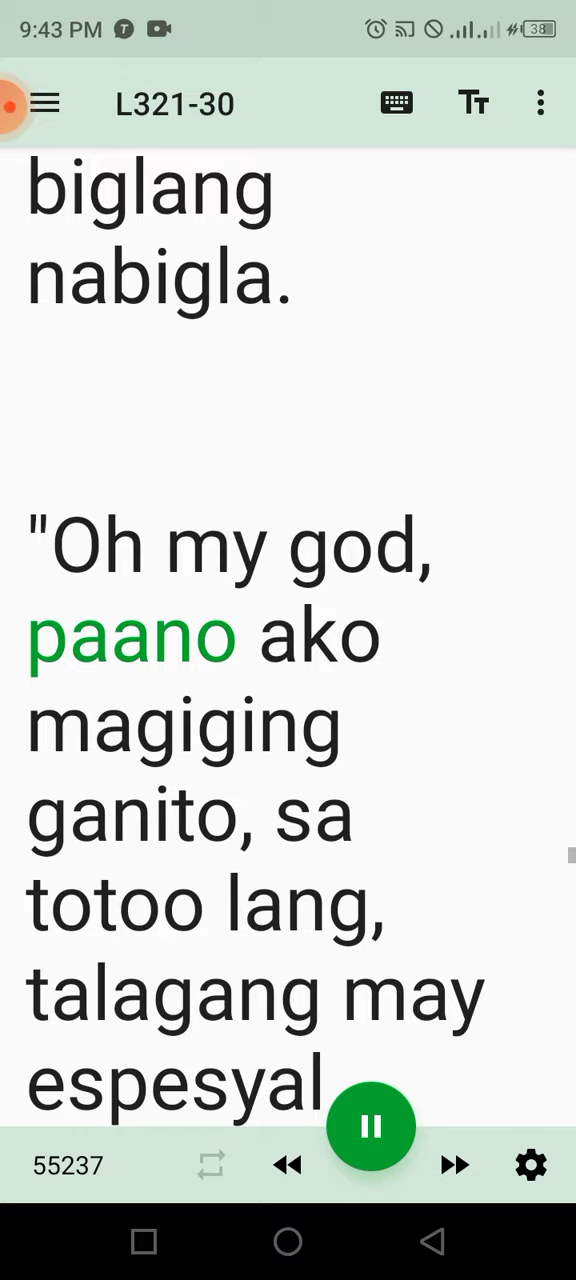 9:43 PM
38
L321-30
biglang
nabigla.
"Oh my god,
paano ako
magiging
ganito, sa
totoo lang,
talagang may
espesyal
55237